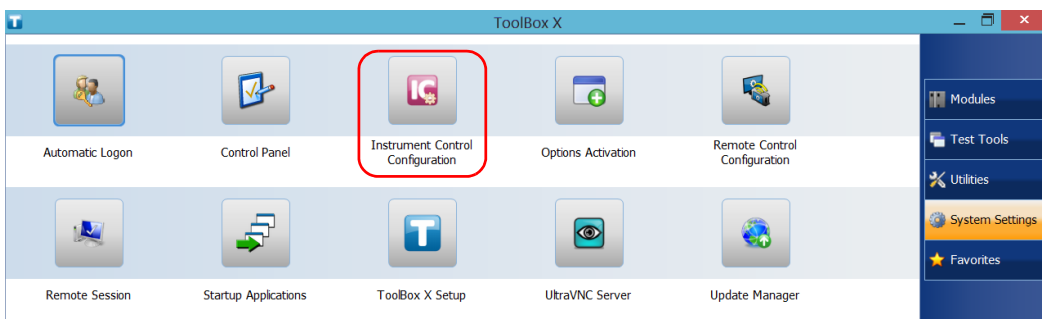 ToolBox X
Automatic Logon
Control Panel
Instrument Control
Configuration
Options Activation
Remote Control
Configuration
Remote Session
Startup Applications
ToolBox X Setup
UltraVNC Server
Update Manager
Modules
Test Tools
Utilities
System Settings
Favorites